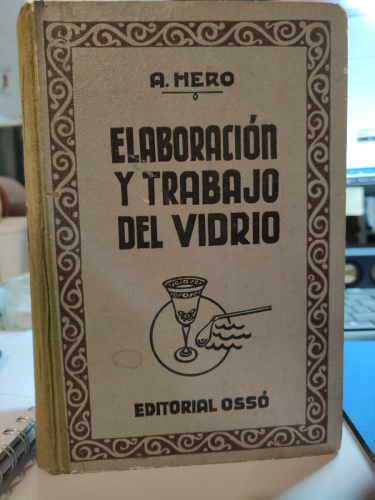 A. HERO
ELABORACIÓN
Y TRABAJO
DEL VIDRIO
EDITORIAL OSSÓ